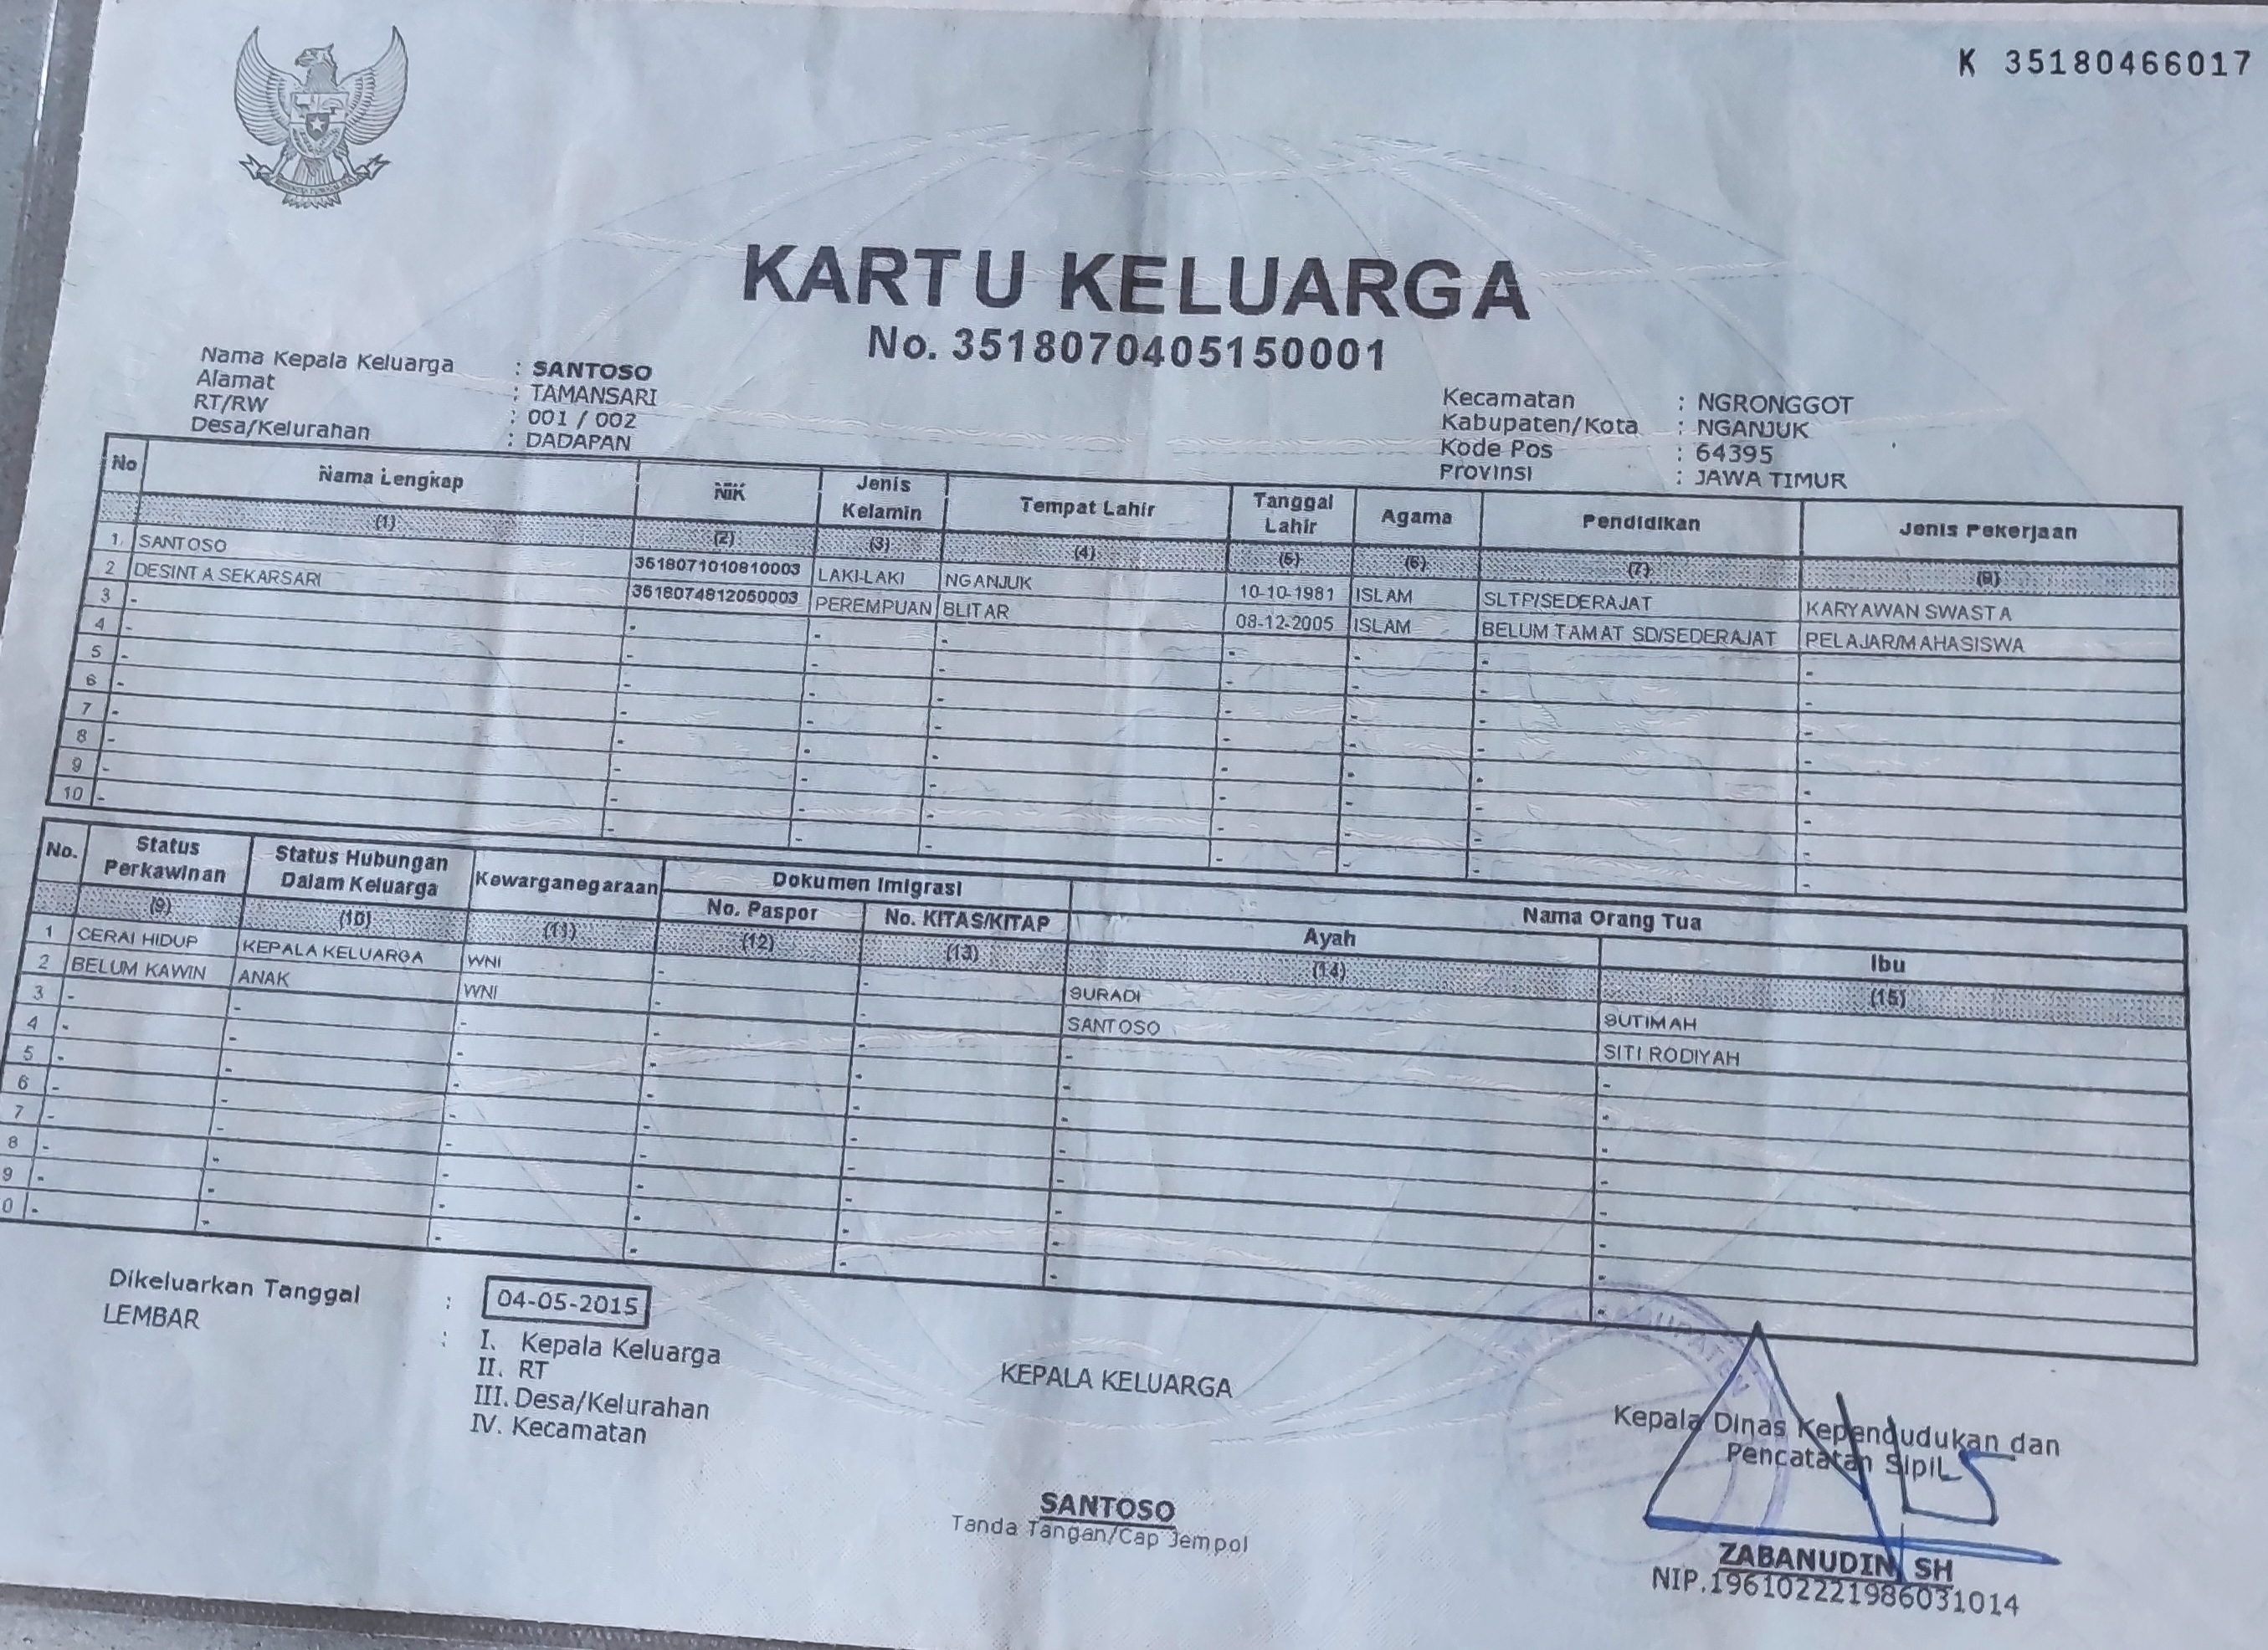 K 35180466017
KARTU KELUARGA
No. 3518070405150001
Nama Kepala Keluarga : SANTOSO
Alamat : TAMANSARI
RT/RW : 001 / 002
Desa/Kelurahan : DADAPAN
Kecamatan : NGRONGGOT
Kabupaten/Kota : NGANJUK
Kode Pos : 64395
Provinsi : JAWA TIMUR
No Nama Lengkap NIK Jenis Kelamin Tempat Lahir Tanggal Lahir Agama Pendidikan Jenis Pekerjaan
(1) (2) (3) (4) (5) (6) (7) (8)
1 SANTOSO 3518071010810003 LAKI-LAKI NGANJUK 10-10-1981 ISLAM SLTP/SEDERAJAT KARYAWAN SWASTA
2 DESINTA SEKARSARI 3518074812050003 PEREMPUAN BLITAR 08-12-2005 ISLAM BELUM TAMAT SD/SEDERAJAT PELAJAR/MAHASISWA
3 - - - - - - - -
4 - - - - - - - -
5 - - - - - - - -
6 - - - - - - - -
7 - - - - - - - -
8 - - - - - - - -
9 - - - - - - - -
10 - - - - - - - -
No. Status Perkawinan Status Hubungan Dalam Keluarga Kewarganegaraan Dokumen Imigrasi Nama Orang Tua
No. Paspor No. KITAS/KITAP Ayah Ibu
(9) (10) (11) (12) (13) (14) (15)
1 CERAI HIDUP KEPALA KELUARGA WNI - - SURADI SUTIMAH
2 BELUM KAWIN ANAK WNI - - SANTOSO SITI RODIYAH
3 - - - - - - -
4 - - - - - - -
5 - - - - - - -
6 - - - - - - -
7 - - - - - - -
8 - - - - - - -
9 - - - - - - -
0 - - - - - - -
Dikeluarkan Tanggal : 04-05-2015
LEMBAR : I. Kepala Keluarga
II. RT
III. Desa/Kelurahan
IV. Kecamatan
KEPALA KELUARGA
SANTOSO
Tanda Tangan/Cap Jempol
Kepala Dinas Kependudukan dan
Pencatatan Sipil
ZABANUDIN, SH
NIP.196102221986031014